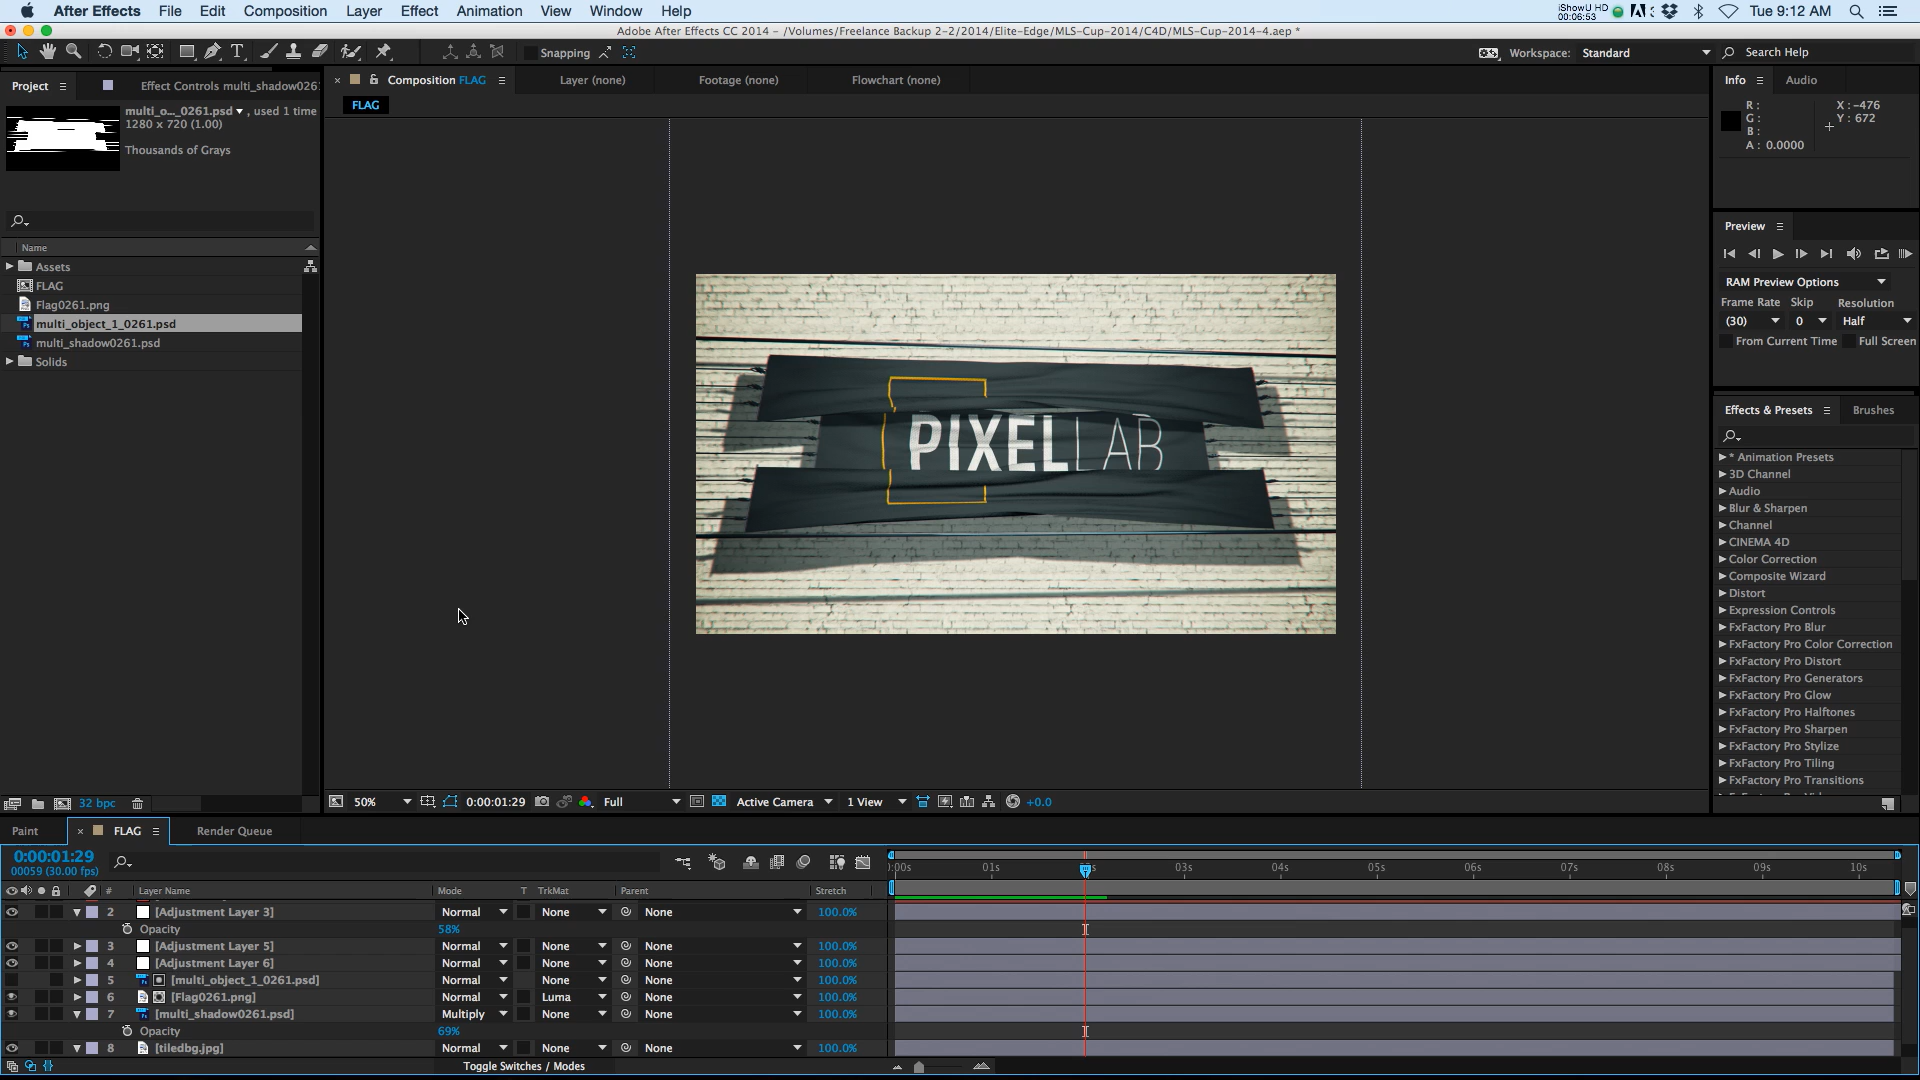 After Effects File Edit Composition Layer Effect Animation View Window Help
iShowU HD
00:06:53
Tue 9:12 AM
Adobe After Effects CC 2014 - /Volumes/Freelance Backup 2-2/2014/Elite-Edge/MLS-Cup-2014/C4D/MLS-Cup-2014-4.aep *
T Snapping Workspace: Standard Search Help
Project Effect Controls multi_shadow026 Composition FLAG Layer (none) Footage (none) Flowchart (none) Info Audio
FLAG
multi_o..._0261.psd , used 1 time
1280 x 720 (1.00)
Thousands of Grays
R : X : -476
G : Y : 672
B :
A : 0.0000
Name
Assets
FLAG
Flag0261.png
multi_object_1_0261.psd
multi_shadow0261.psd
Solids
PIXELLAB
Preview
RAM Preview Options
Frame Rate Skip Resolution
(30) 0 Half
From Current Time Full Screen
Effects & Presets Brushes
* Animation Presets
3D Channel
Audio
Blur & Sharpen
Channel
CINEMA 4D
Color Correction
Composite Wizard
Distort
Expression Controls
FxFactory Pro Blur
FxFactory Pro Color Correction
FxFactory Pro Distort
FxFactory Pro Generators
FxFactory Pro Glow
FxFactory Pro Halftones
FxFactory Pro Sharpen
FxFactory Pro Stylize
FxFactory Pro Tiling
FxFactory Pro Transitions
32 bpc
50% 0:00:01:29 Full Active Camera 1 View +0.0
Paint FLAG Render Queue
0:00:01:29
00059 (30.00 fps)
:00s 01s 03s 04s 05s 06s 07s 08s 09s 10s
# Layer Name Mode T TrkMat Parent Stretch
2 [Adjustment Layer 3] Normal None None 100.0%
Opacity 58%
3 [Adjustment Layer 5] Normal None None 100.0%
4 [Adjustment Layer 6] Normal None None 100.0%
5 [multi_object_1_0261.psd] Normal None None 100.0%
6 [Flag0261.png] Normal Luma None 100.0%
7 [multi_shadow0261.psd] Multiply None None 100.0%
Opacity 69%
8 [tiledbg.jpg] Normal None None 100.0%
Toggle Switches / Modes